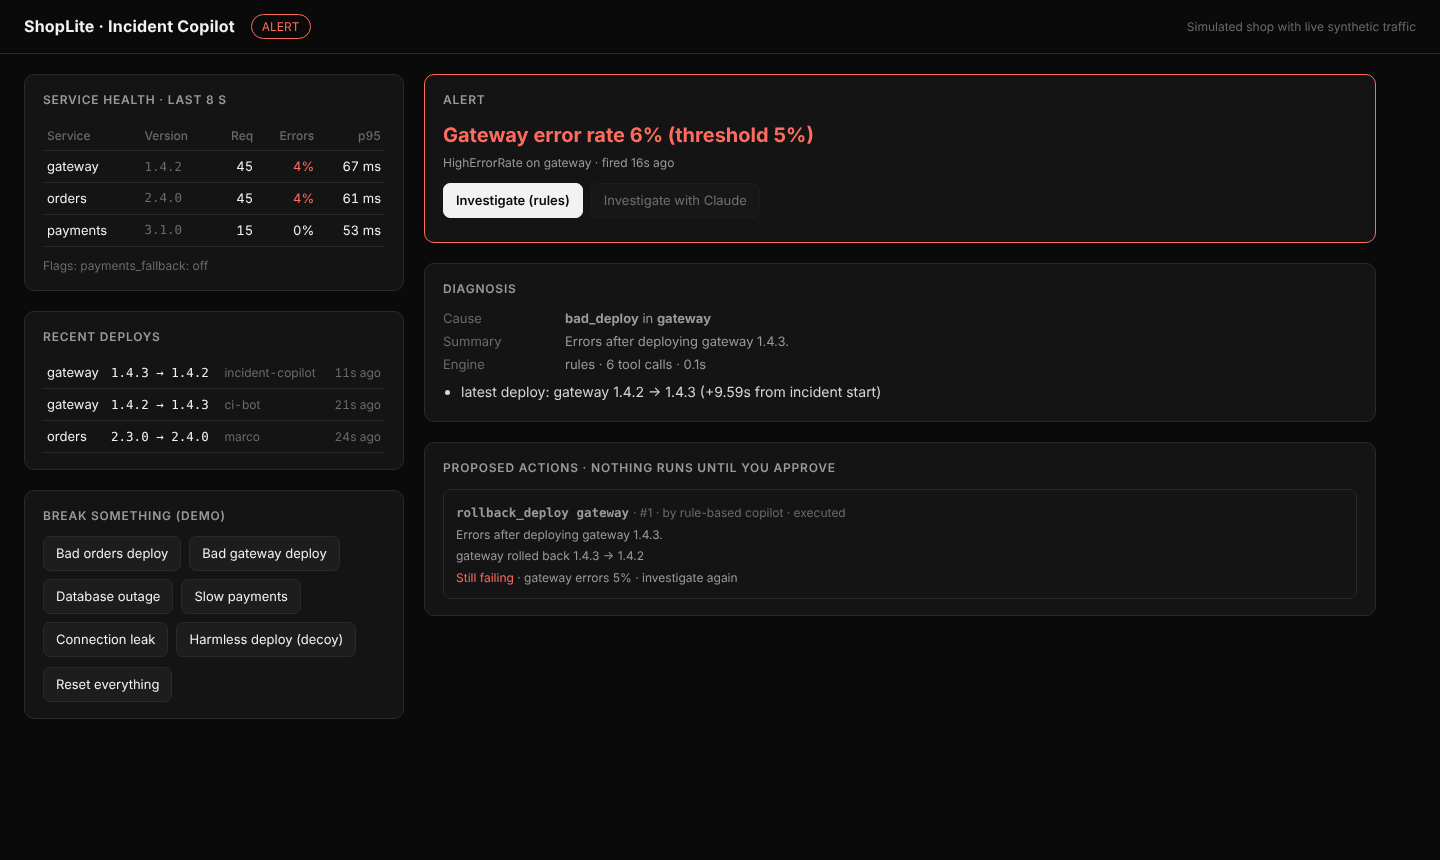 ShopLite · Incident Copilot
ALERT
Simulated shop with live synthetic traffic
SERVICE HEALTH · LAST 8 S
Service Version Req Errors p95
gateway 1.4.2 45 4% 67 ms
orders 2.4.0 45 4% 61 ms
payments 3.1.0 15 0% 53 ms
Flags: payments_fallback: off
RECENT DEPLOYS
gateway 1.4.3 → 1.4.2 incident-copilot 11s ago
gateway 1.4.2 → 1.4.3 ci-bot 21s ago
orders 2.3.0 → 2.4.0 marco 24s ago
BREAK SOMETHING (DEMO)
Bad orders deploy
Bad gateway deploy
Database outage
Slow payments
Connection leak
Harmless deploy (decoy)
Reset everything
ALERT
Gateway error rate 6% (threshold 5%)
HighErrorRate on gateway · fired 16s ago
Investigate (rules)
Investigate with Claude
DIAGNOSIS
Cause bad_deploy in gateway
Summary Errors after deploying gateway 1.4.3.
Engine rules · 6 tool calls · 0.1s
• latest deploy: gateway 1.4.2 → 1.4.3 (+9.59s from incident start)
PROPOSED ACTIONS · NOTHING RUNS UNTIL YOU APPROVE
rollback_deploy gateway · #1 · by rule-based copilot · executed
Errors after deploying gateway 1.4.3.
gateway rolled back 1.4.3 → 1.4.2
Still failing · gateway errors 5% · investigate again